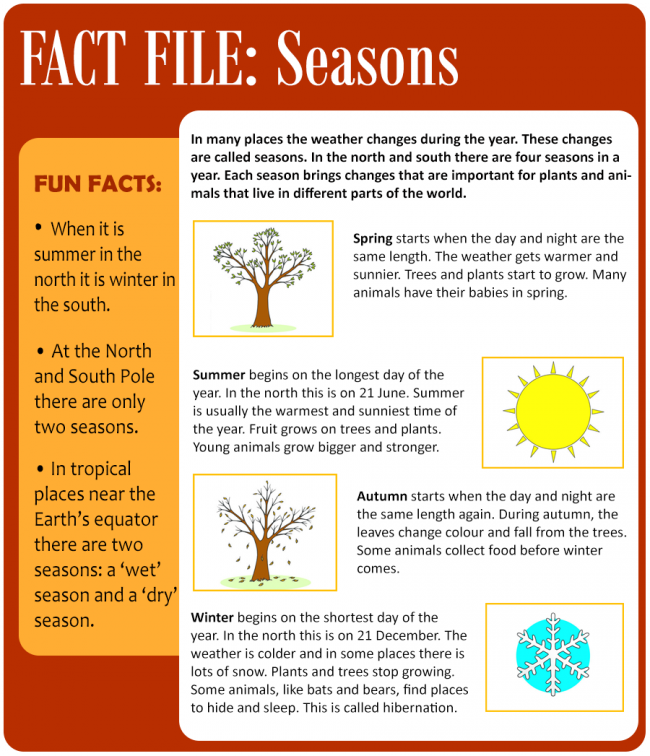 FACT FILE: Seasons
FUN FACTS:
• When it is
summer in the
north it is winter in
the south.
• At the North
and South Pole
there are only
two seasons.
• In tropical
places near the
Earth's equator
there are two
seasons: a 'wet'
season and a 'dry'
season.
In many places the weather changes during the year. These changes
are called seasons. In the north and south there are four seasons in a
year. Each season brings changes that are important for plants and ani-
mals that live in different parts of the world.
Spring starts when the day and night are the
same length. The weather gets warmer and
sunnier. Trees and plants start to grow. Many
animals have their babies in spring.
Summer begins on the longest day of the
year. In the north this is on 21 June. Summer
is usually the warmest and sunniest time of
the year. Fruit grows on trees and plants.
Young animals grow bigger and stronger.
Autumn starts when the day and night are
the same length again. During autumn, the
leaves change colour and fall from the trees.
Some animals collect food before winter
comes.
Winter begins on the shortest day of the
year. In the north this is on 21 December. The
weather is colder and in some places there is
lots of snow. Plants and trees stop growing.
Some animals, like bats and bears, find places
to hide and sleep. This is called hibernation.